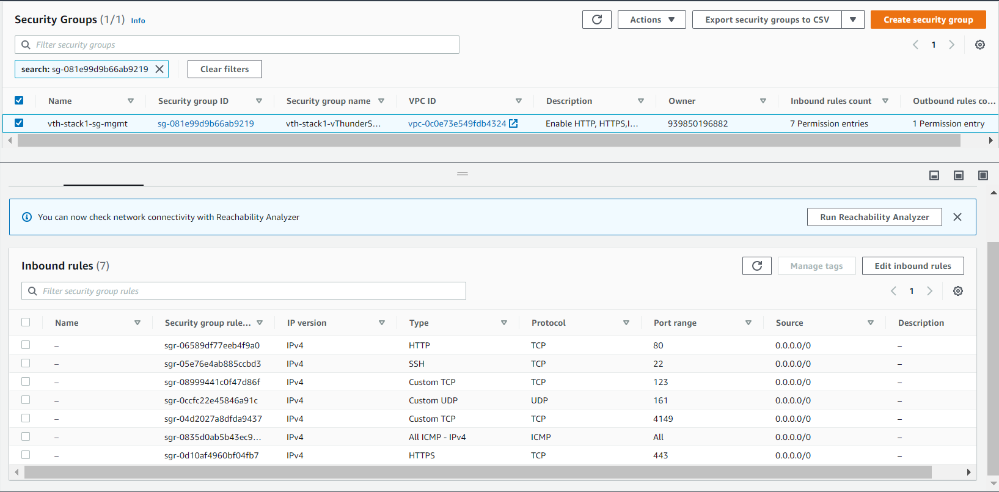 Security Groups (1/1) Info
Actions
Export security groups to CSV
Create security group
Filter security groups
1
search: sg-081e99d9b66ab9219
Clear filters
Name Security group ID Security group name VPC ID Description Owner Inbound rules count Outbound rules co...
vth-stack1-sg-mgmt sg-081e99d9b66ab9219 vth-stack1-vThunderS... vpc-0c0e73e549fdb4324 Enable HTTP, HTTPS,I... 939850196882 7 Permission entries 1 Permission entry
You can now check network connectivity with Reachability Analyzer
Run Reachability Analyzer
Inbound rules (7)
Manage tags
Edit inbound rules
Filter security group rules
1
Name Security group rule... IP version Type Protocol Port range Source Description
– sgr-06589df77eeb4f9a0 IPv4 HTTP TCP 80 0.0.0.0/0 –
– sgr-05e76e4ab885ccbd3 IPv4 SSH TCP 22 0.0.0.0/0 –
– sgr-08999441c0f47d86f IPv4 Custom TCP TCP 123 0.0.0.0/0 –
– sgr-0ccfc22e45846a91c IPv4 Custom UDP UDP 161 0.0.0.0/0 –
– sgr-04d2027a8dfda9437 IPv4 Custom TCP TCP 4149 0.0.0.0/0 –
– sgr-0835d0ab5b43ec9... IPv4 All ICMP - IPv4 ICMP All 0.0.0.0/0 –
– sgr-0d10af4960bf04fb7 IPv4 HTTPS TCP 443 0.0.0.0/0 –